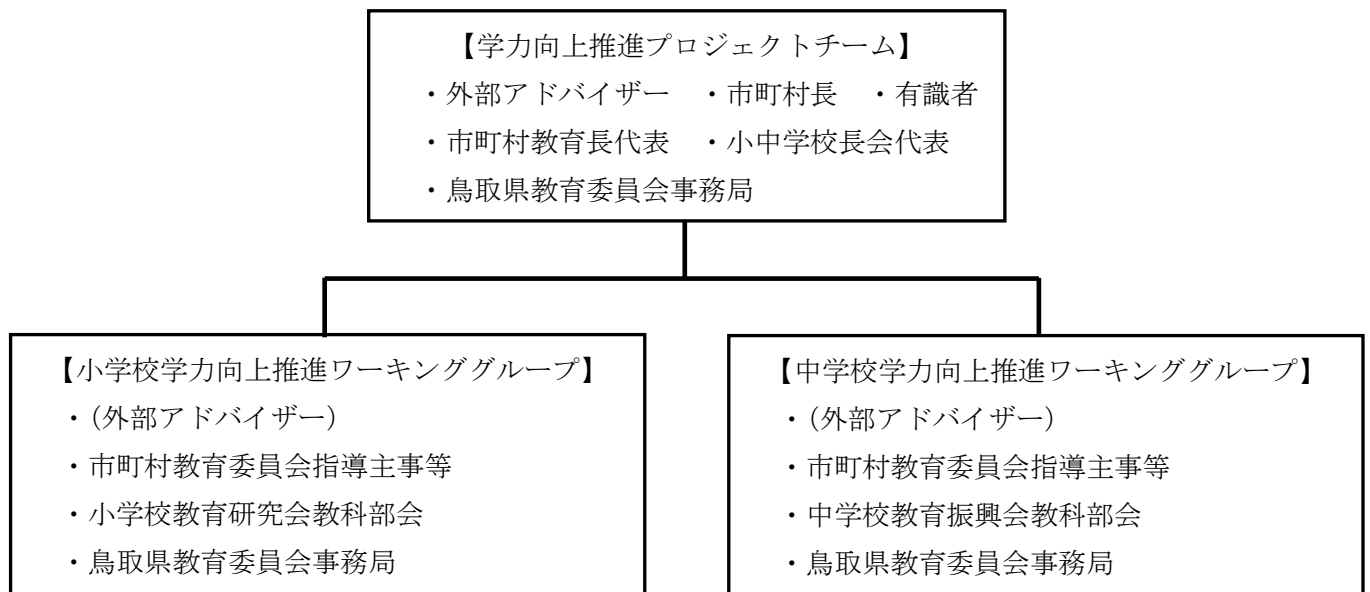 【学力向上推進プロジェクトチーム】
・外部アドバイザー　・市町村長　・有識者
・市町村教育長代表　・小中学校長会代表
・鳥取県教育委員会事務局
【小学校学力向上推進ワーキンググループ】
・(外部アドバイザー)
・市町村教育委員会指導主事等
・小学校教育研究会教科部会
・鳥取県教育委員会事務局
【中学校学力向上推進ワーキンググループ】
・(外部アドバイザー)
・市町村教育委員会指導主事等
・中学校教育振興会教科部会
・鳥取県教育委員会事務局